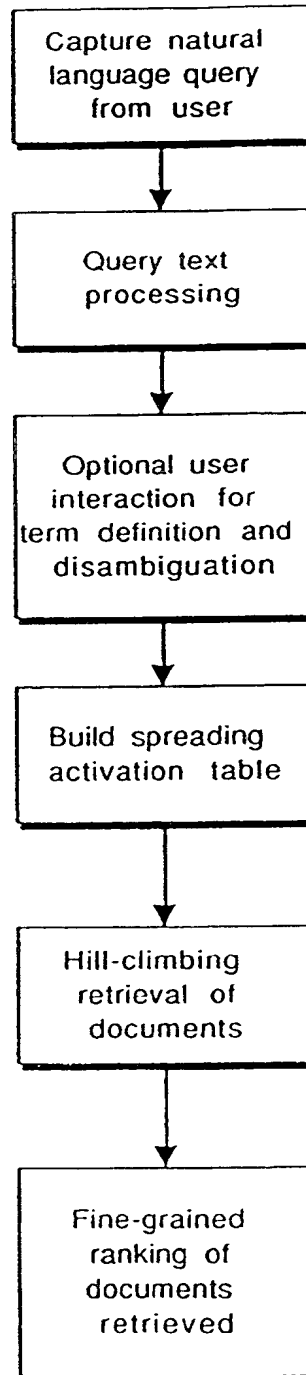 Capture natural
language query
from user
Query text
processing
Optional user
interaction for
term definition and
disambiguation
Build spreading
activation table
Hill-climbing
retrieval of
documents
Fine-grained
ranking of
documents
retrieved